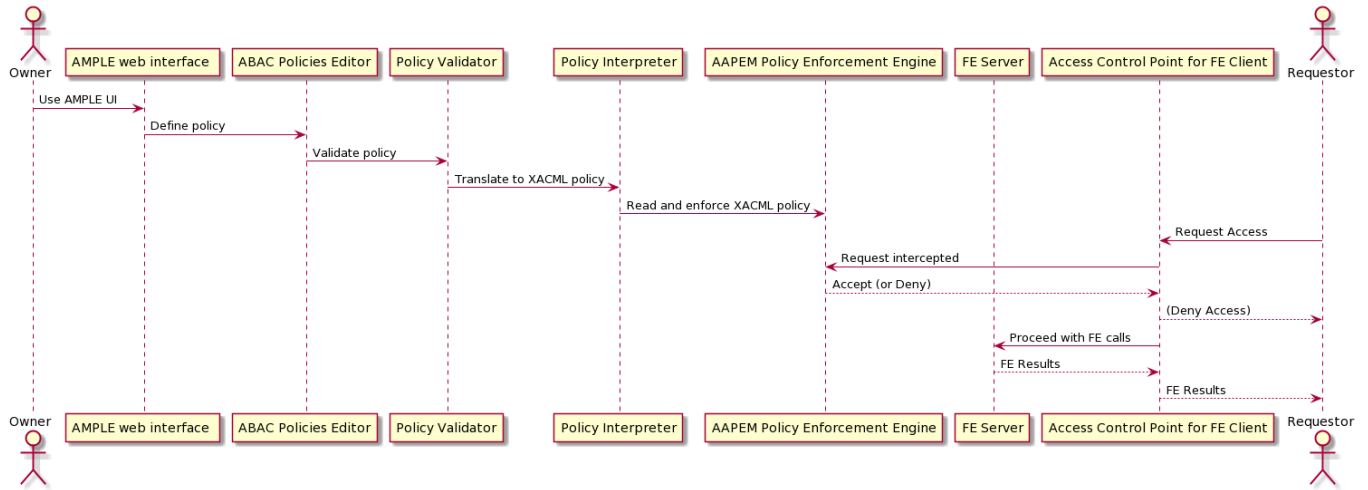 Owner
AMPLE web interface
ABAC Policies Editor
Policy Validator
Policy Interpreter
AAPEM Policy Enforcement Engine
FE Server
Access Control Point for FE Client
Requestor
Use AMPLE UI
Define policy
Validate policy
Translate to XACML policy
Read and enforce XACML policy
Request Access
Request intercepted
Accept (or Deny)
(Deny Access)
Proceed with FE calls
FE Results
FE Results
Owner
AMPLE web interface
ABAC Policies Editor
Policy Validator
Policy Interpreter
AAPEM Policy Enforcement Engine
FE Server
Access Control Point for FE Client
Requestor